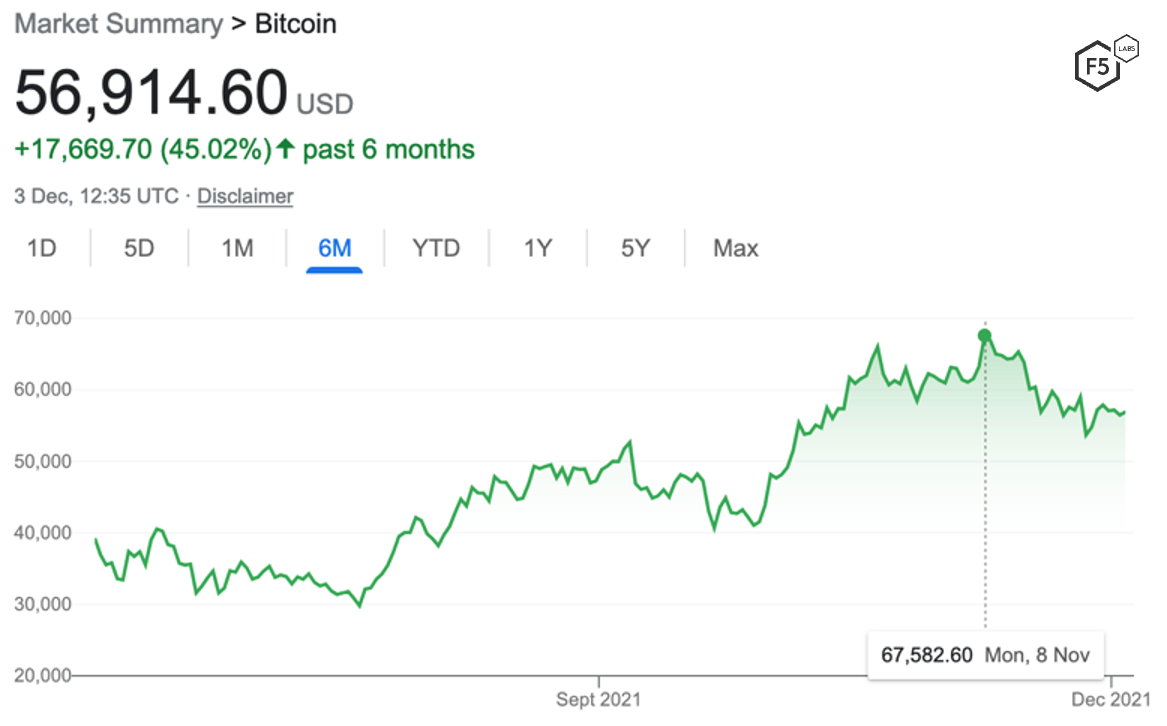 Market Summary > Bitcoin
LABS
F5
56,914.60 USD
+17,669.70 (45.02%) ↑ past 6 months
3 Dec, 12:35 UTC · Disclaimer
1D 5D 1M 6M YTD 1Y 5Y Max
70,000
60,000
50,000
40,000
30,000
67,582.60 Mon, 8 Nov
20,000
Sept 2021 Dec 2021